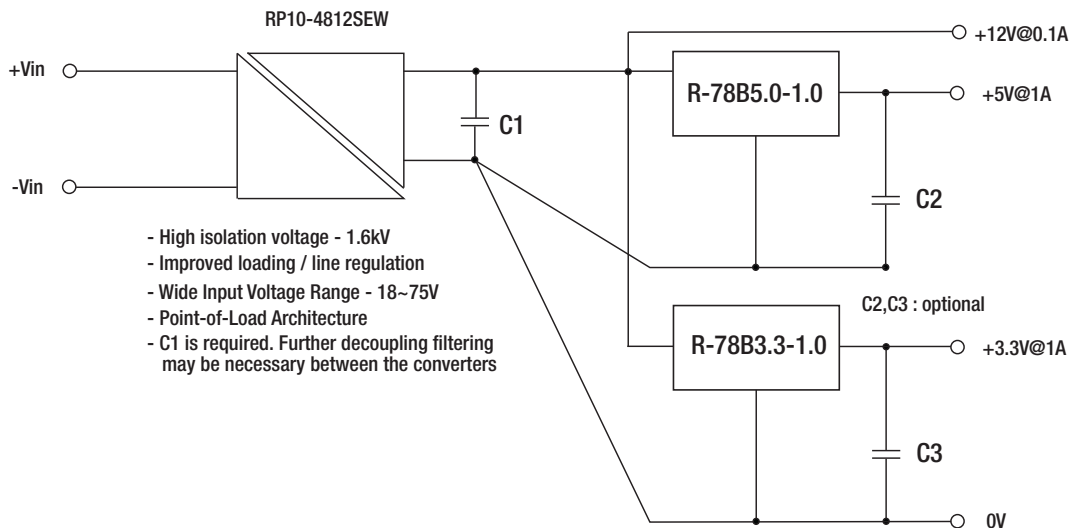 RP10-4812SEW
+Vin
-Vin
C1
R-78B5.0-1.0
+12V@0.1A
+5V@1A
C2
- High isolation voltage - 1.6kV
- Improved loading / line regulation
- Wide Input Voltage Range - 18~75V
- Point-of-Load Architecture
- C1 is required. Further decoupling filtering
may be necessary between the converters
C2,C3 : optional
R-78B3.3-1.0
+3.3V@1A
C3
0V